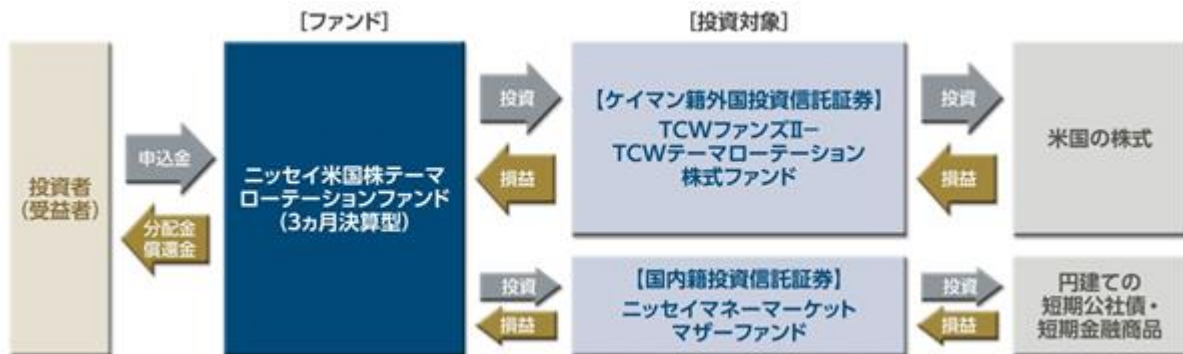 [ファンド]
[投資対象]
投資者
(受益者)
申込金
分配金
償還金
ニッセイ米国株テーマ
ローテーションファンド
(3ヵ月決算型)
投資
損益
【ケイマン籍外国投資信託証券】
TCWファンズⅡ−
TCWテーマローテーション
株式ファンド
投資
損益
米国の株式
投資
損益
【国内籍投資信託証券】
ニッセイマネーマーケット
マザーファンド
投資
損益
円建ての
短期公社債・
短期金融商品